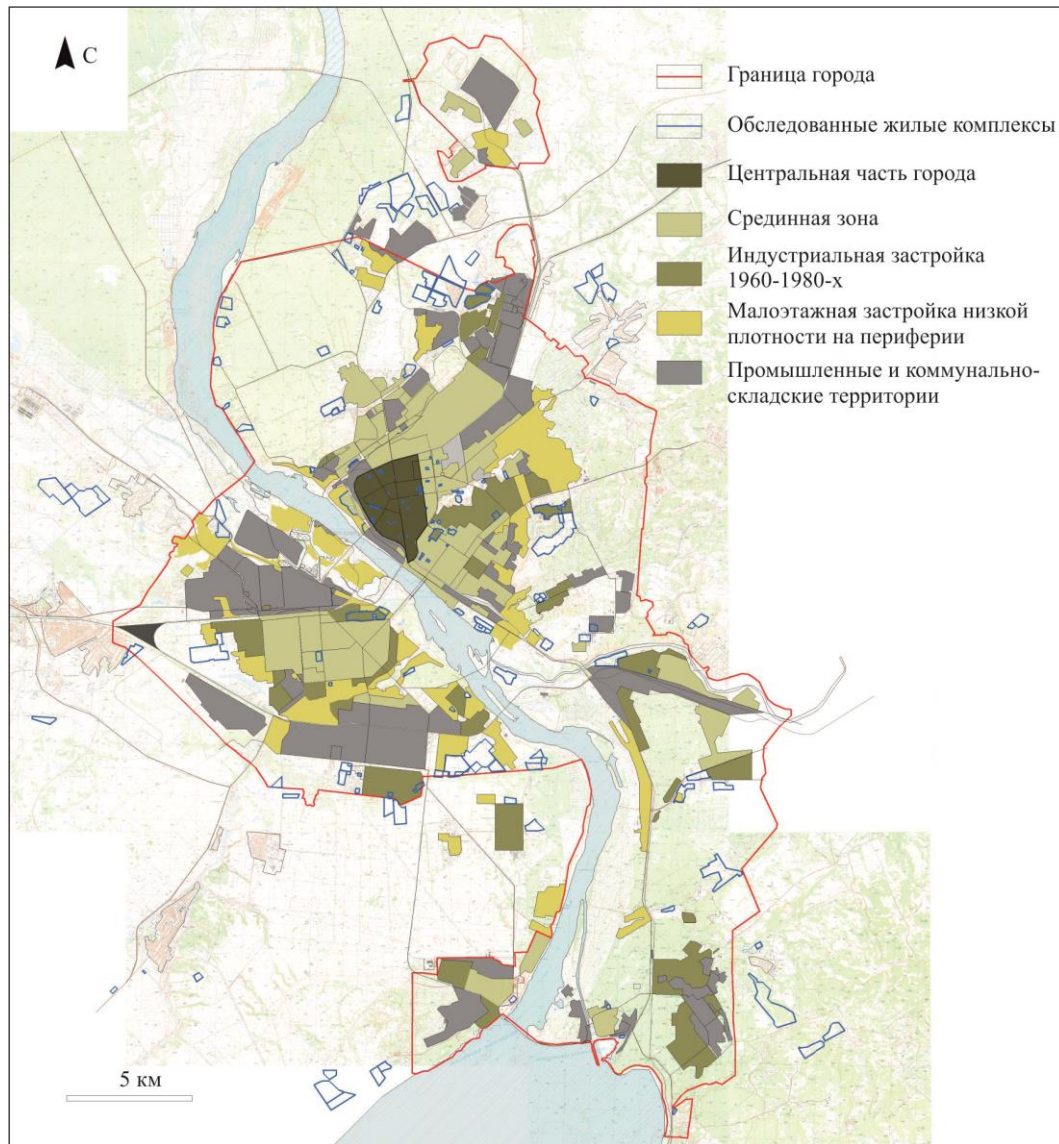 С
Граница города
Обследованные жилые комплексы
Центральная часть города
Срединная зона
Индустриальная застройка
1960-1980-х
Малоэтажная застройка низкой
плотности на периферии
Промышленные и коммунально-
складские территории
5 км